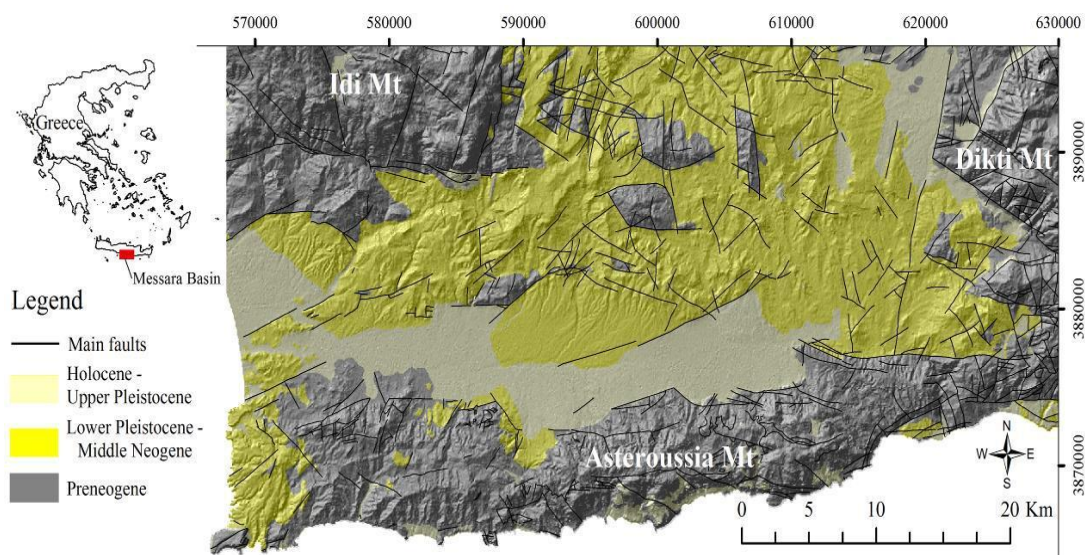 570000 580000 590000 600000 610000 620000 630000
Idi Mt
Greece
3890000
Dikti Mt
Messara Basin
Legend
3880000
Main faults
Holocene -
Upper Pleistocene
Lower Pleistocene -
Middle Neogene
N
W E
S
3870000
Asteroussia Mt
Preneogene
0 5 10 20 Km